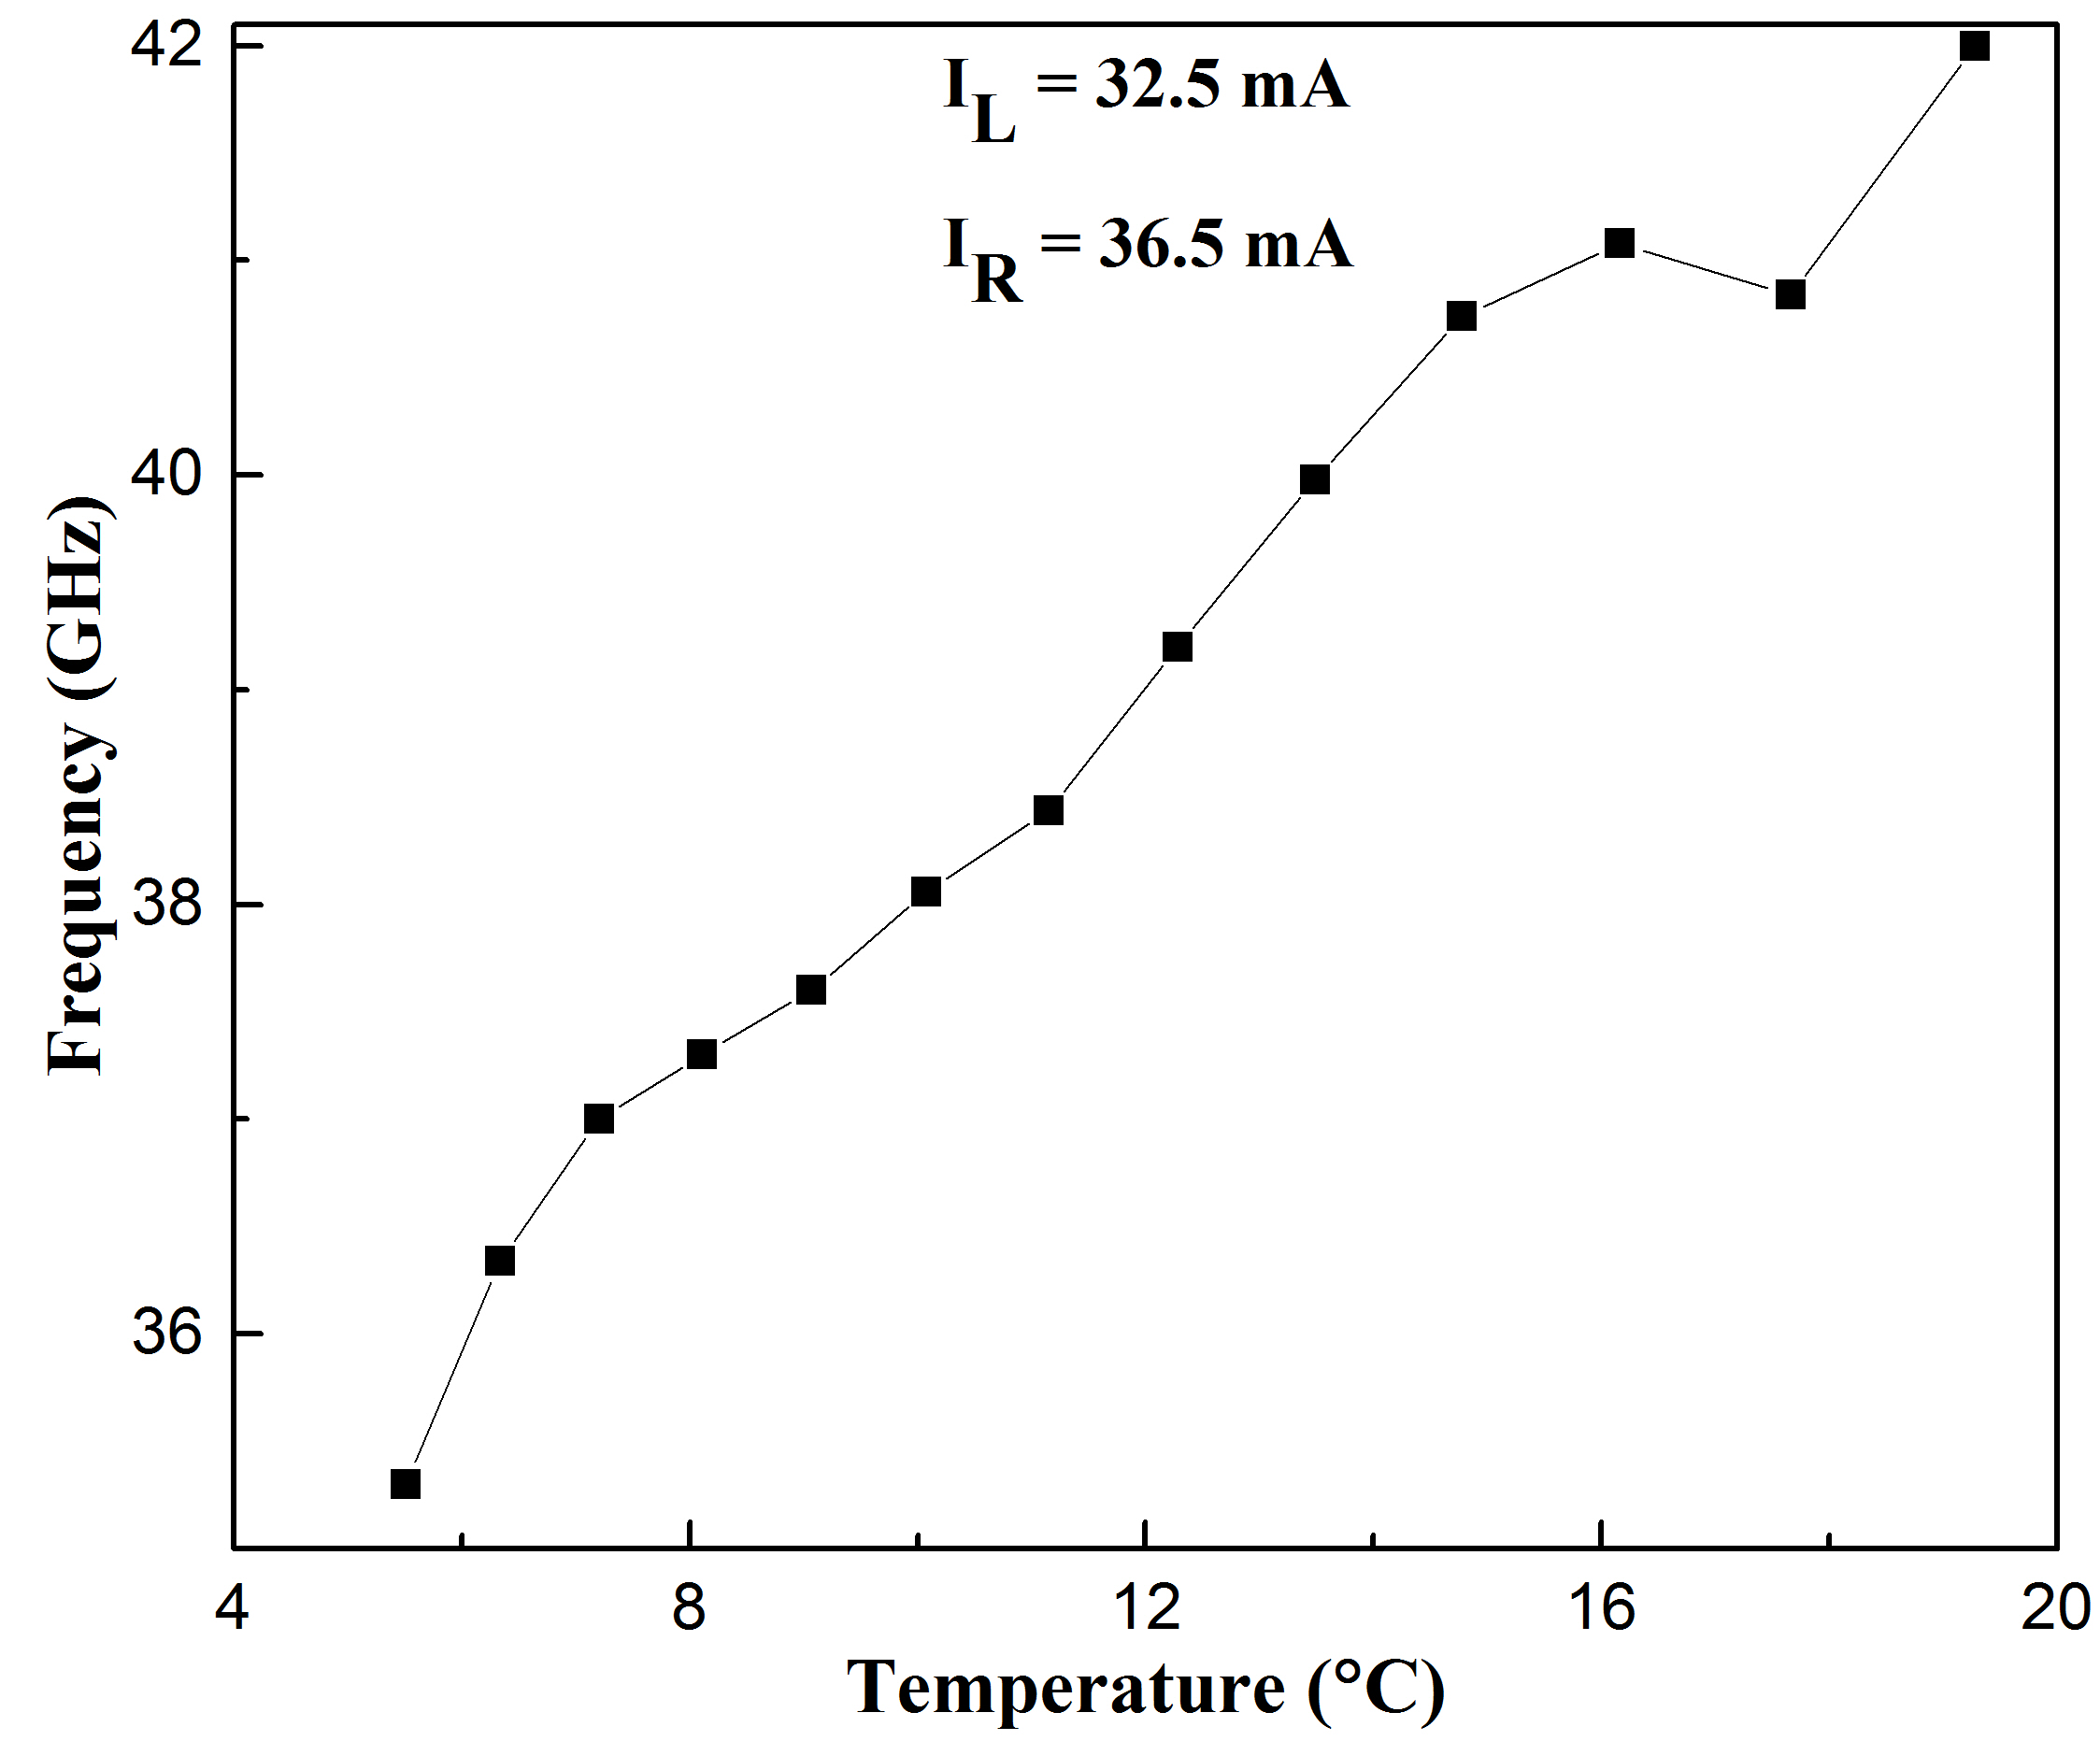 I_L = 32.5 mA
I_R = 36.5 mA
42
40
38
36
Frequency (GHz)
4 8 12 16 20
Temperature (°C)